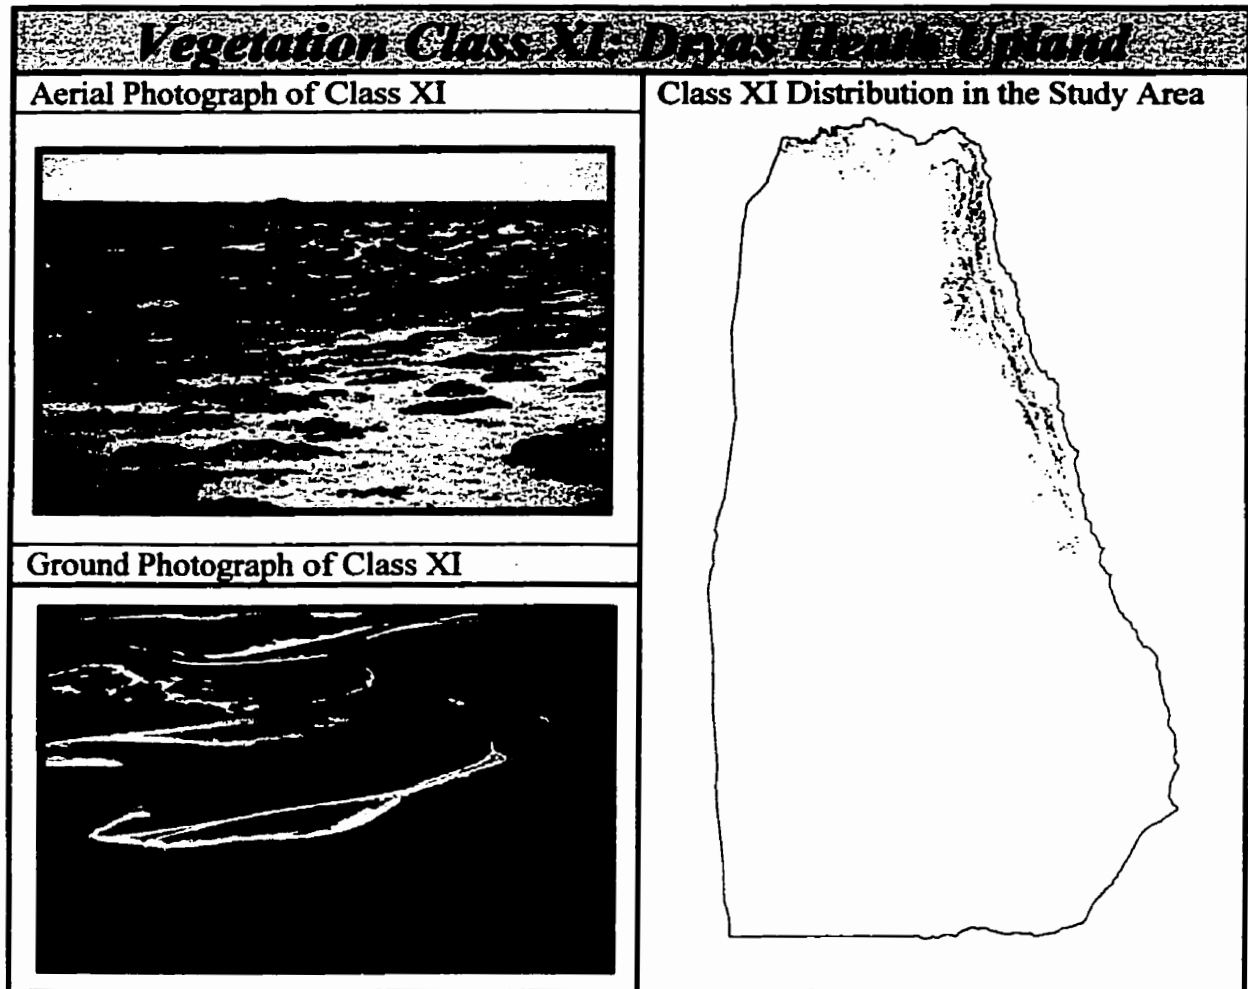 Vegetation Class XI: Dryas Heath Upland
Aerial Photograph of Class XI
Class XI Distribution in the Study Area
Ground Photograph of Class XI